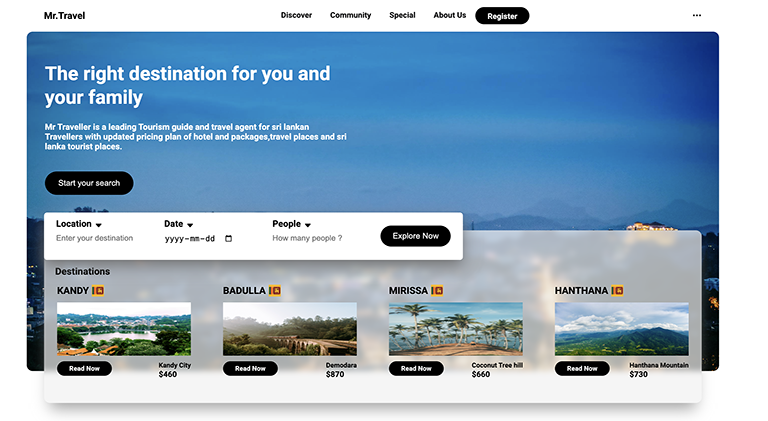 Mr.Travel
Discover Community Special About Us Register
The right destination for you and
your family
Mr Traveller is a leading Tourism guide and travel agent for sri lankan
Travellers with updated pricing plan of hotel and packages,travel places and sri
lanka tourist places.
Start your search
Location Date People
Enter your destination yyyy-mm-dd How many people ?
Explore Now
Destinations
KANDY BADULLA MIRISSA HANTHANA
Read Now Kandy City Read Now Demodara Read Now Coconut Tree hill Read Now Hanthana Mountain
$460 $870 $660 $730